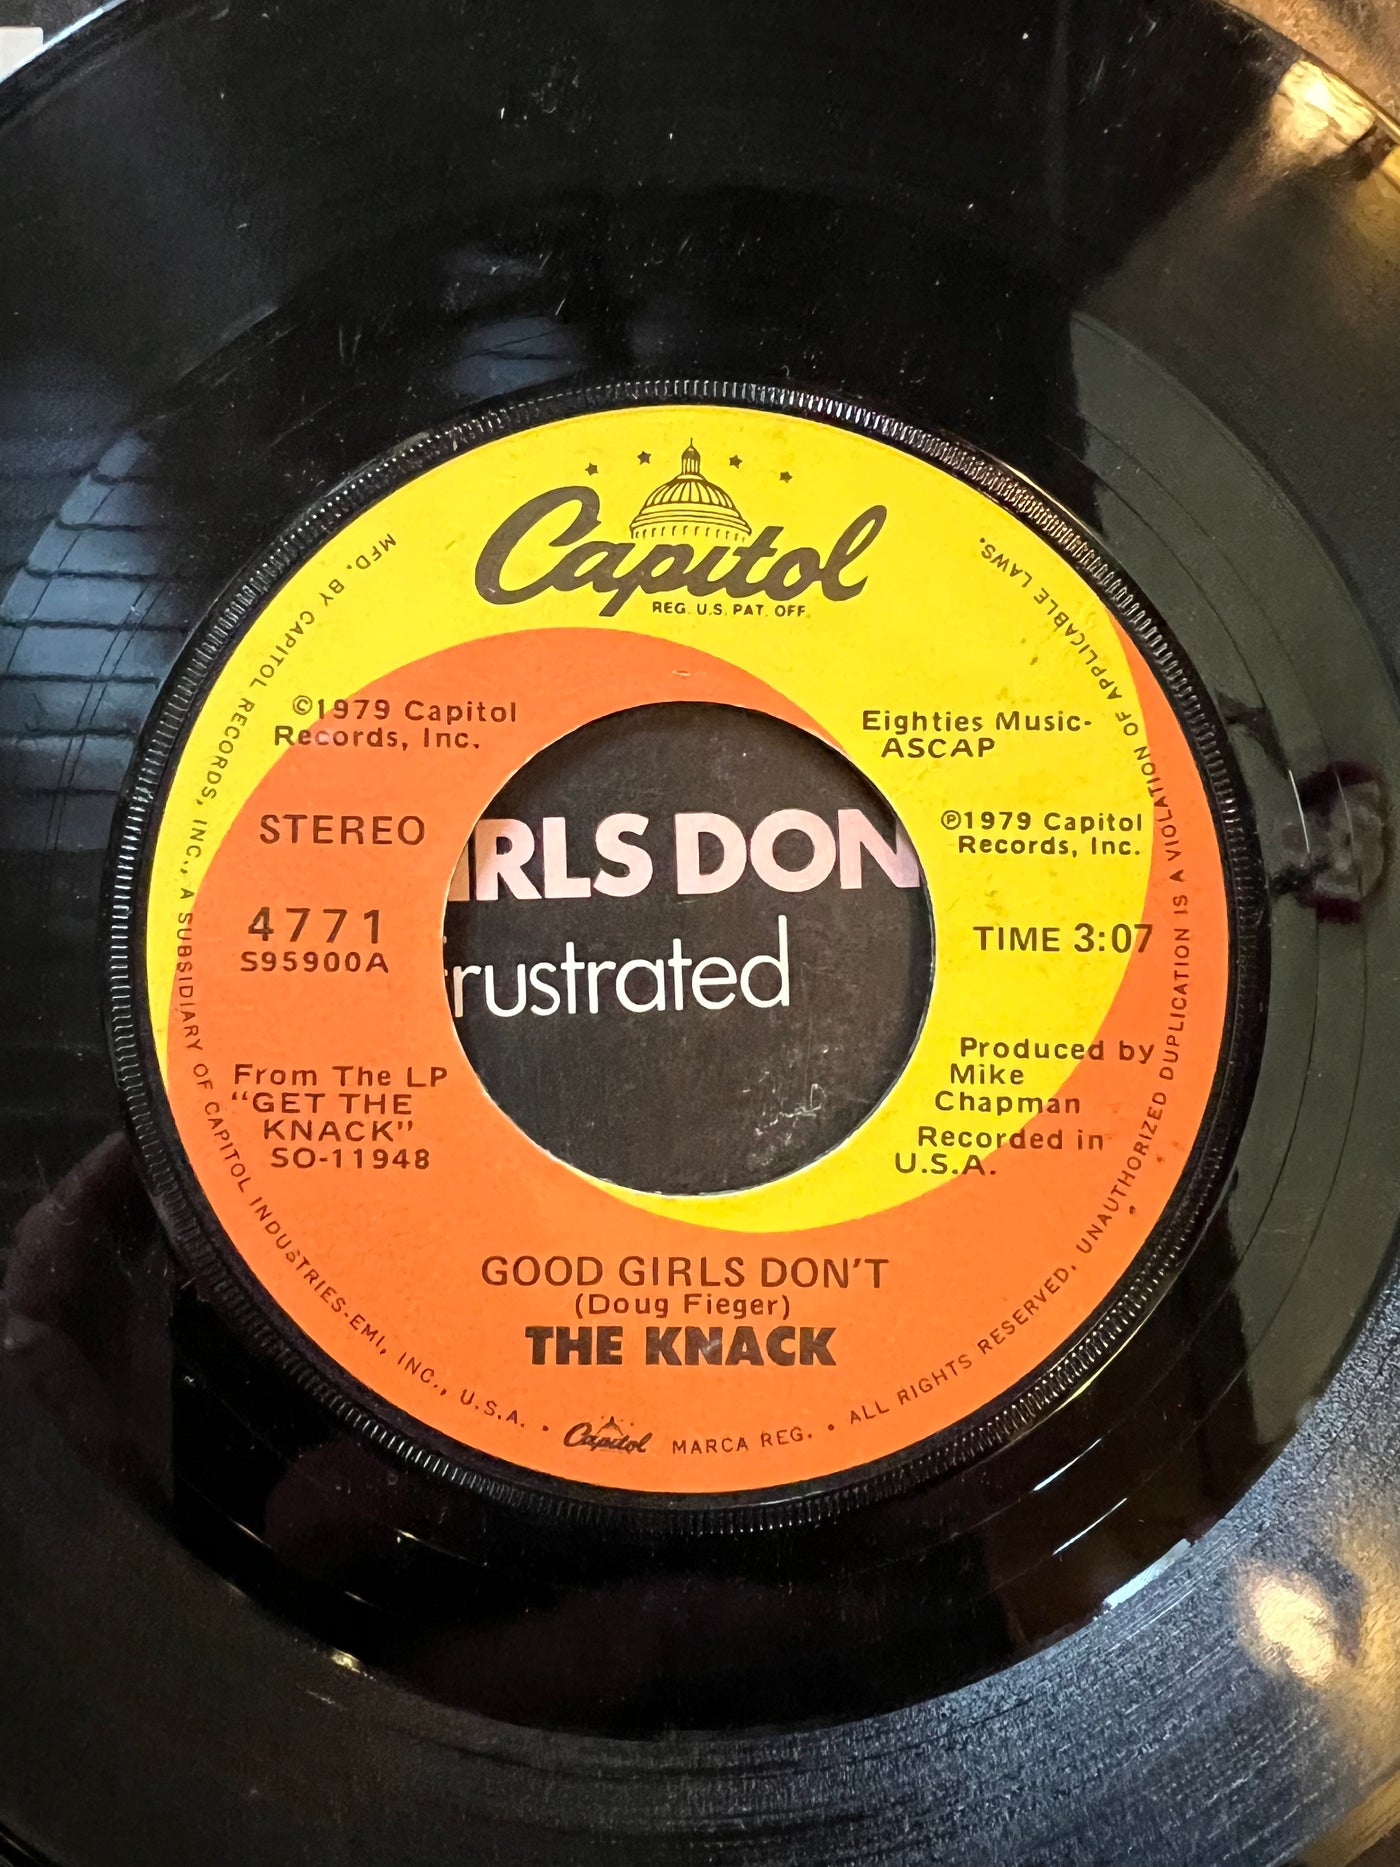 Capitol
REG. U.S. PAT. OFF.
©1979 Capitol
Records, Inc.
STEREO
4771
S95900A
From The LP
"GET THE
KNACK"
SO-11948
Eighties Music-
ASCAP
℗1979 Capitol
Records, Inc.
TIME 3:07
Produced by
Mike
Chapman
Recorded in
U.S.A.
IRLS DON
frustrated
GOOD GIRLS DON'T
(Doug Fieger)
THE KNACK
MFD. BY CAPITOL RECORDS, INC., A SUBSIDIARY OF CAPITOL INDUSTRIES-EMI, INC., U.S.A. • Capitol MARCA REG. • ALL RIGHTS RESERVED. UNAUTHORIZED DUPLICATION IS A VIOLATION OF APPLICABLE LAWS.